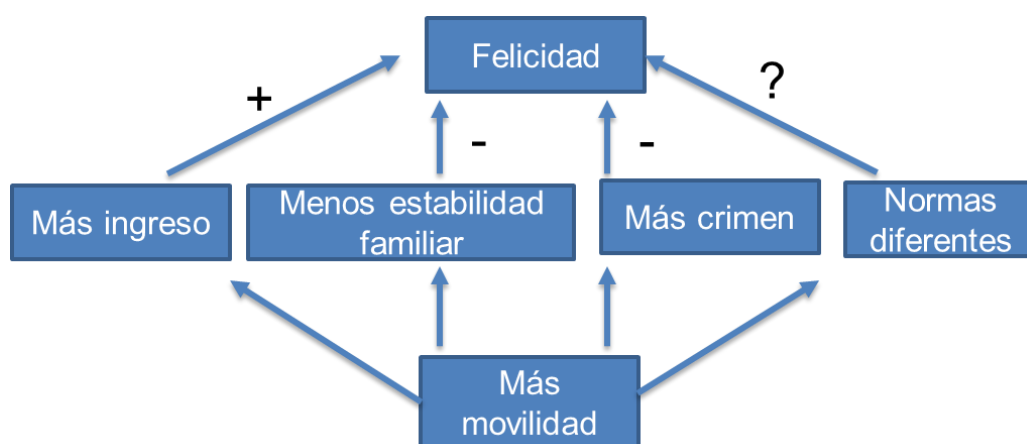 Felicidad
+
?
-
-
Más ingreso
Menos estabilidad
familiar
Más crimen
Normas
diferentes
Más
movilidad